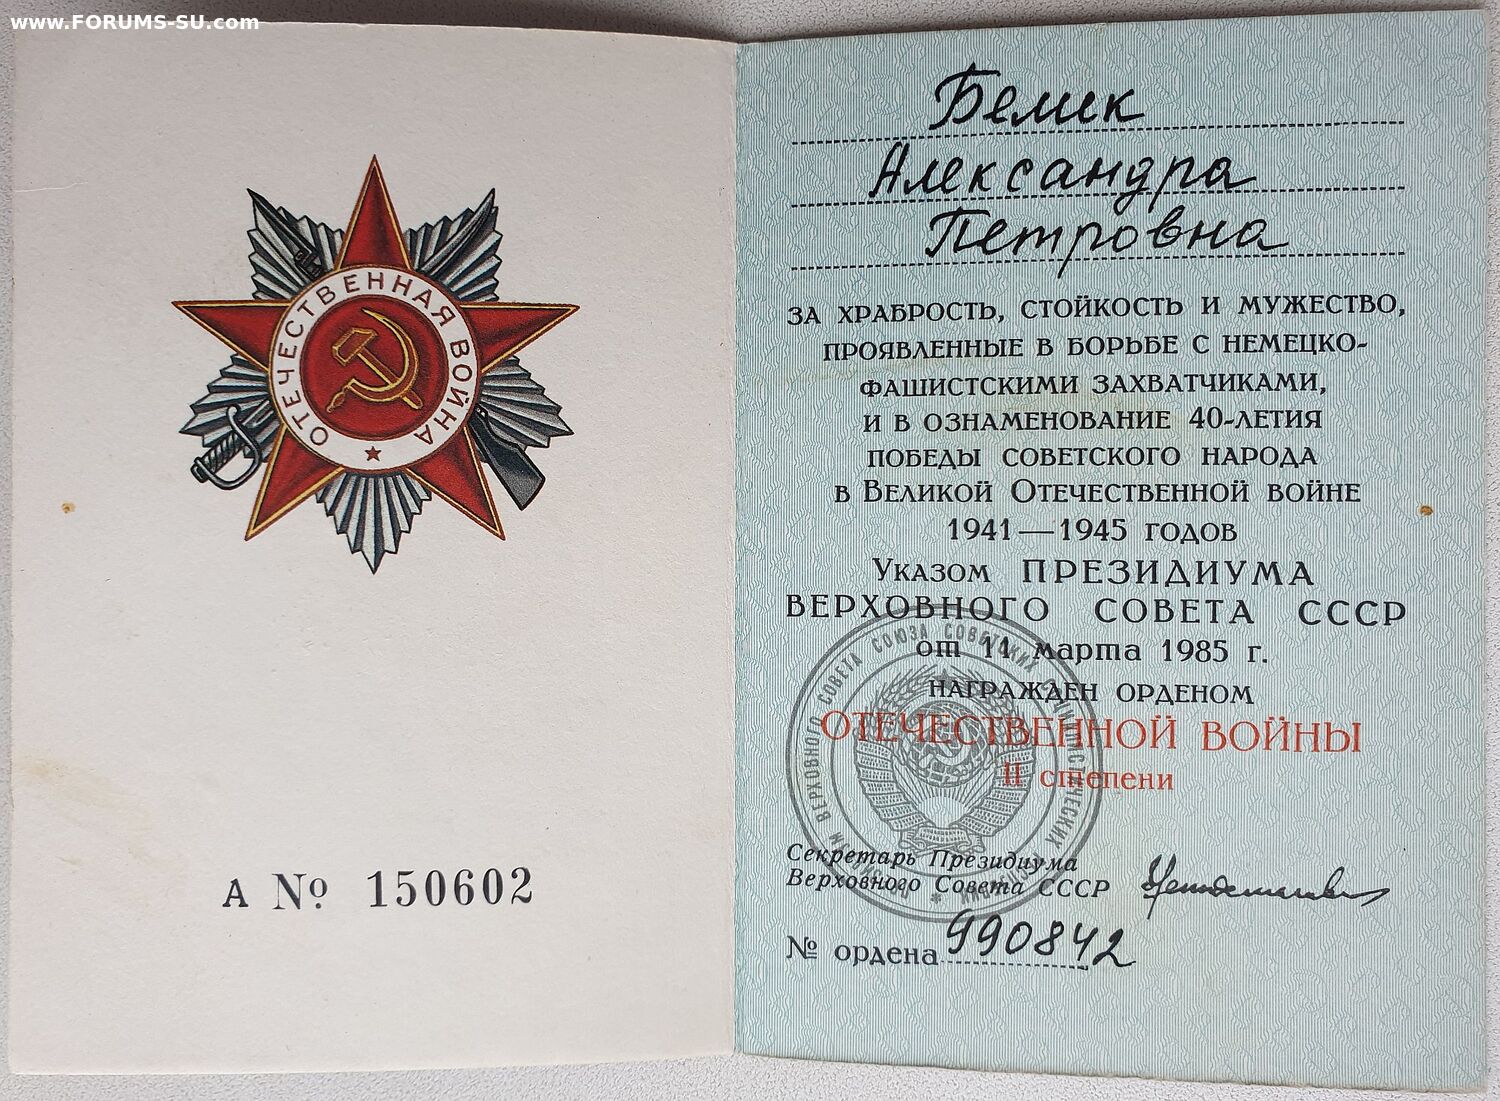 www.FORUMS-SU.com
ОТЕЧЕСТВЕННАЯ ВОЙНА
А № 150602
Белик
Александра
Петровна
ЗА ХРАБРОСТЬ, СТОЙКОСТЬ И МУЖЕСТВО,
ПРОЯВЛЕННЫЕ В БОРЬБЕ С НЕМЕЦКО-
ФАШИСТСКИМИ ЗАХВАТЧИКАМИ,
И В ОЗНАМЕНОВАНИЕ 40-ЛЕТИЯ
ПОБЕДЫ СОВЕТСКОГО НАРОДА
В ВЕЛИКОЙ ОТЕЧЕСТВЕННОЙ ВОЙНЕ
1941—1945 ГОДОВ
УКАЗОМ ПРЕЗИДИУМА
ВЕРХОВНОГО СОВЕТА СССР
от 11 марта 1985 г.
НАГРАЖДЕН ОРДЕНОМ
ОТЕЧЕСТВЕННОЙ ВОЙНЫ
II степени
Секретарь Президиума
Верховного Совета СССР
№ ордена 990842